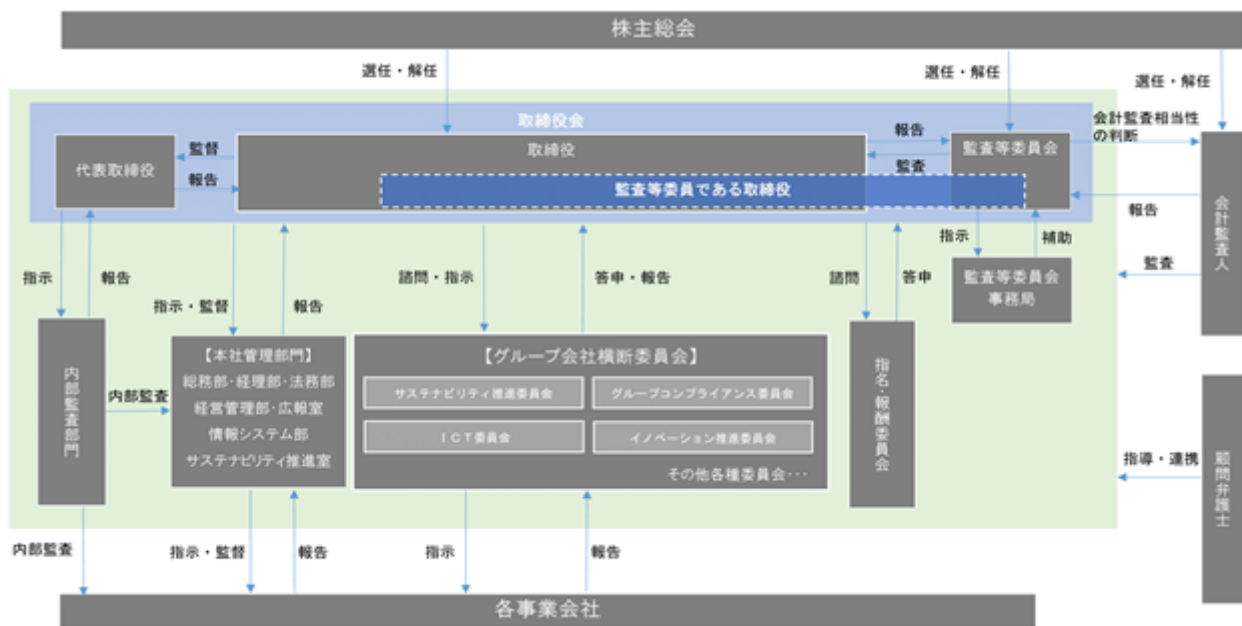 株主総会
選任・解任
選任・解任
選任・解任
取締役会
代表取締役
監督
報告
取締役
監査等委員である取締役
報告
監査
監査等委員会
会計監査相当性
の判断
会計監査人
報告
監査
指示
補助
監査等委員会
事務局
指示
報告
指示・監督
報告
諮問・指示
答申・報告
諮問
答申
内部監査部門
内部監査
【本社管理部門】
総務部・経理部・法務部
経営管理部・広報室
情報システム部
サステナビリティ推進室
【グループ会社横断委員会】
サステナビリティ推進委員会
グループコンプライアンス委員会
ICT委員会
イノベーション推進委員会
その他各種委員会･･･
指名・報酬委員会
指導・連携
顧問弁護士
内部監査
指示・監督
報告
指示
報告
各事業会社